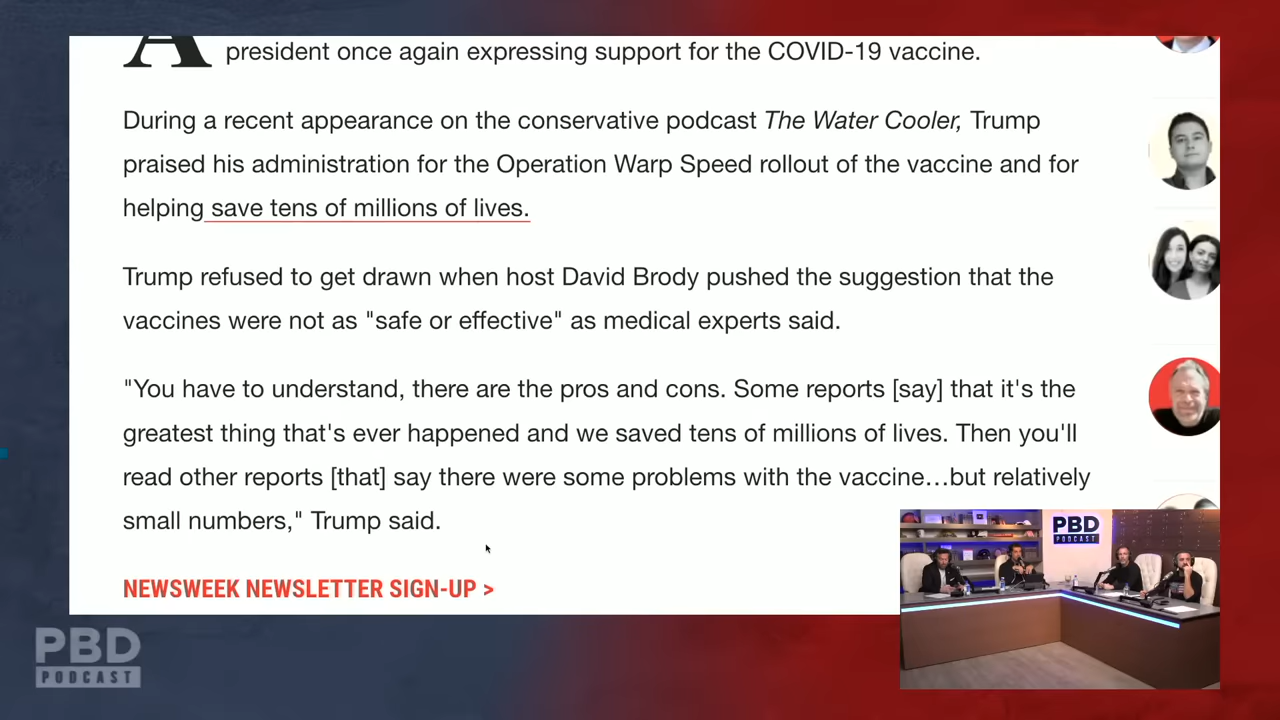 A president once again expressing support for the COVID-19 vaccine.
During a recent appearance on the conservative podcast The Water Cooler, Trump
praised his administration for the Operation Warp Speed rollout of the vaccine and for
helping save tens of millions of lives.
Trump refused to get drawn when host David Brody pushed the suggestion that the
vaccines were not as "safe or effective" as medical experts said.
"You have to understand, there are the pros and cons. Some reports [say] that it's the
greatest thing that's ever happened and we saved tens of millions of lives. Then you'll
read other reports [that] say there were some problems with the vaccine…but relatively
small numbers," Trump said.
NEWSWEEK NEWSLETTER SIGN-UP >
PBD
PODCAST
PBD
PODCAST